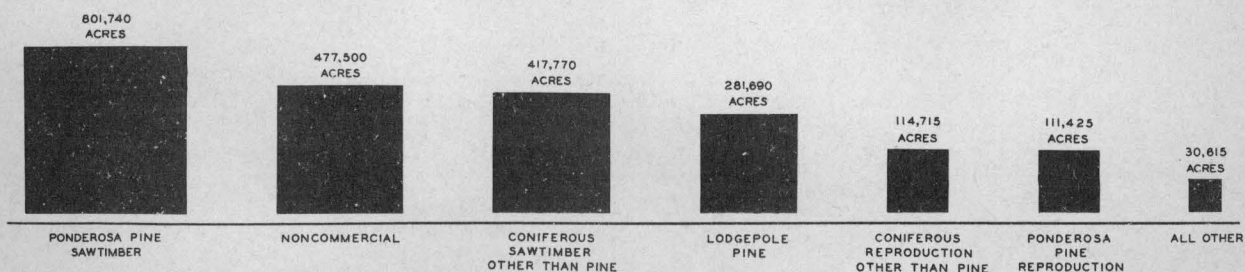 801,740
ACRES
477,500
ACRES
417,770
ACRES
281,690
ACRES
114,715
ACRES
111,425
ACRES
30,615
ACRES
PONDEROSA PINE
SAWTIMBER
NONCOMMERCIAL
CONIFEROUS
SAWTIMBER
OTHER THAN PINE
LODGEPOLE
PINE
CONIFEROUS
REPRODUCTION
OTHER THAN PINE
PONDEROSA
PINE
REPRODUCTION
ALL OTHER